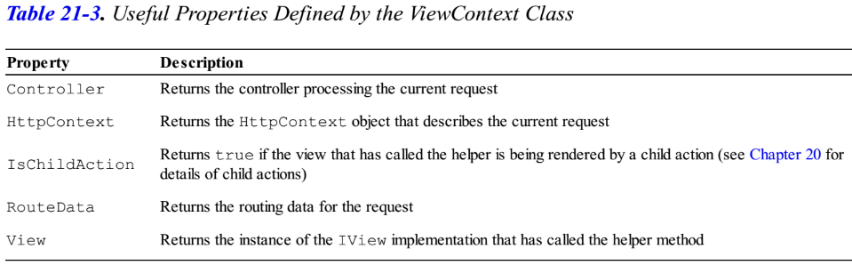 Table 21-3. Useful Properties Defined by the ViewContext Class
Property Description
Controller Returns the controller processing the current request
HttpContext Returns the HttpContext object that describes the current request
IsChildAction Returns true if the view that has called the helper is being rendered by a child action (see Chapter 20 for
details of child actions)
RouteData Returns the routing data for the request
View Returns the instance of the IView implementation that has called the helper method